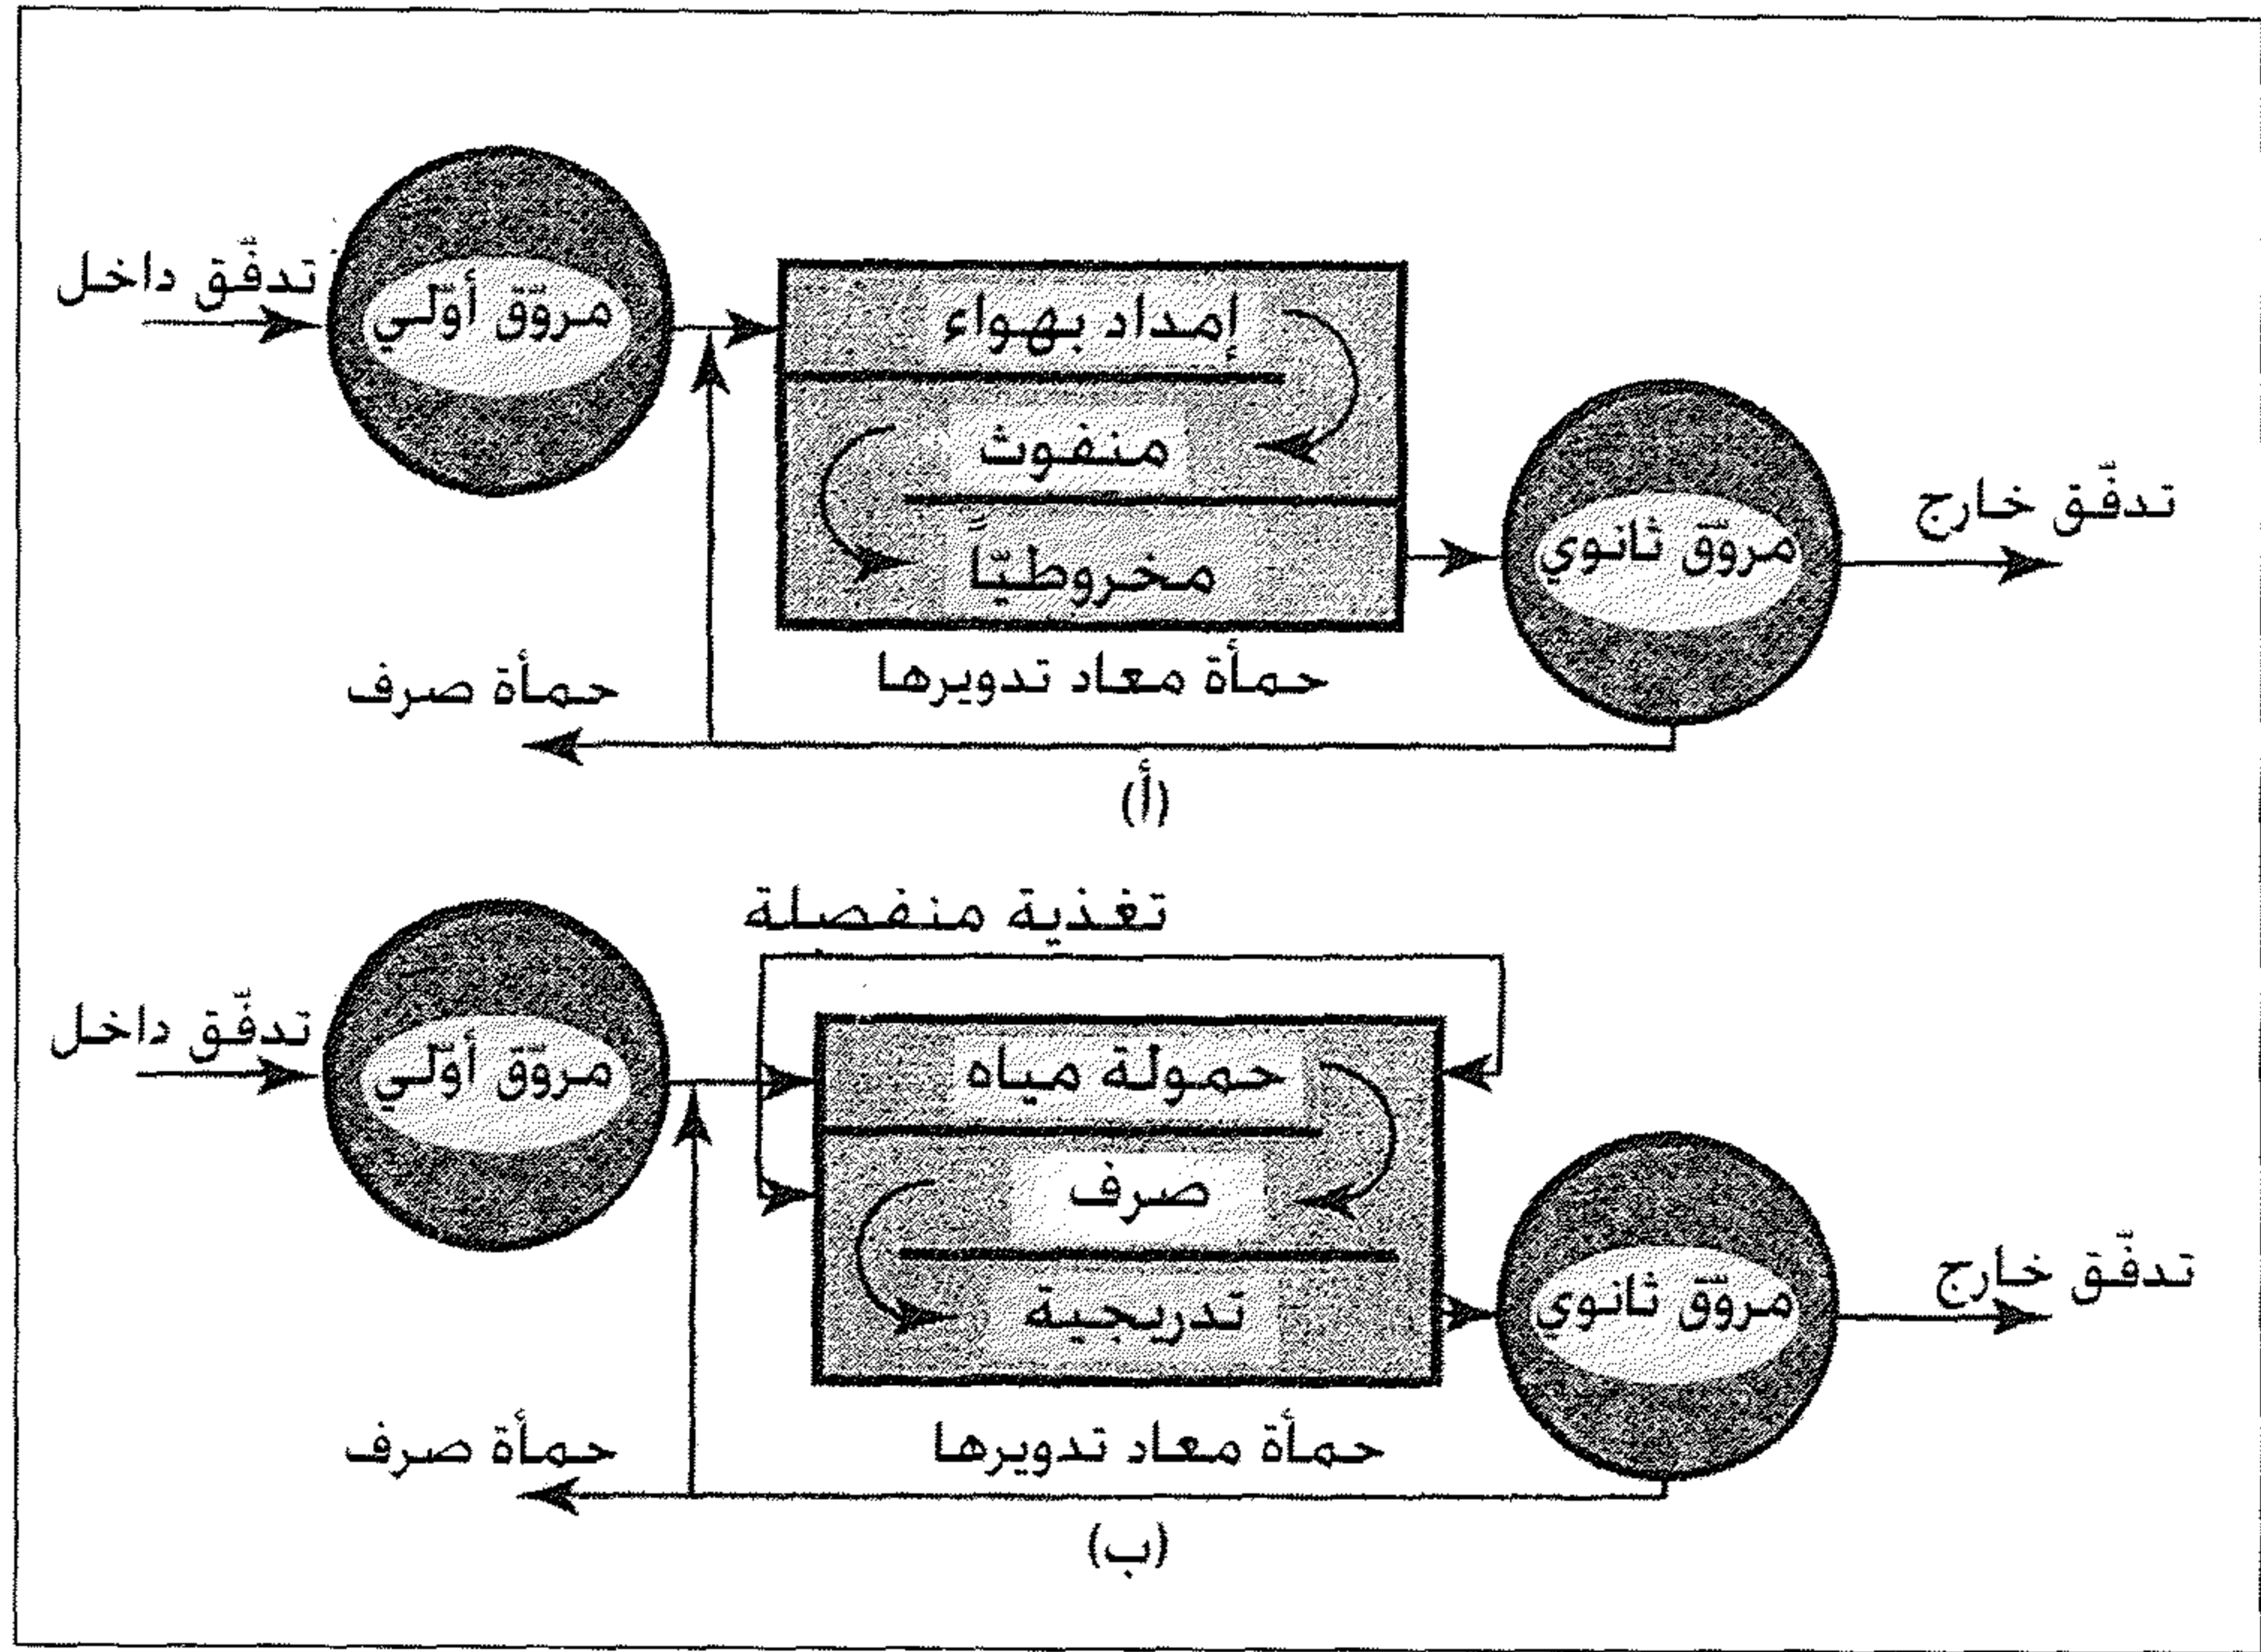 تدفّق داخل
مروّق أوّلي
إمداد بهواء
منفوث
مخروطيّاً
مروّق ثانوي
تدفّق خارج
حمأة معاد تدويرها
حمأة صرف
(أ)
تغذية منفصلة
تدفّق داخل
مروّق أوّلي
حمولة مياه
صرف
تدريجية
مروّق ثانوي
تدفّق خارج
حمأة معاد تدويرها
حمأة صرف
(ب)